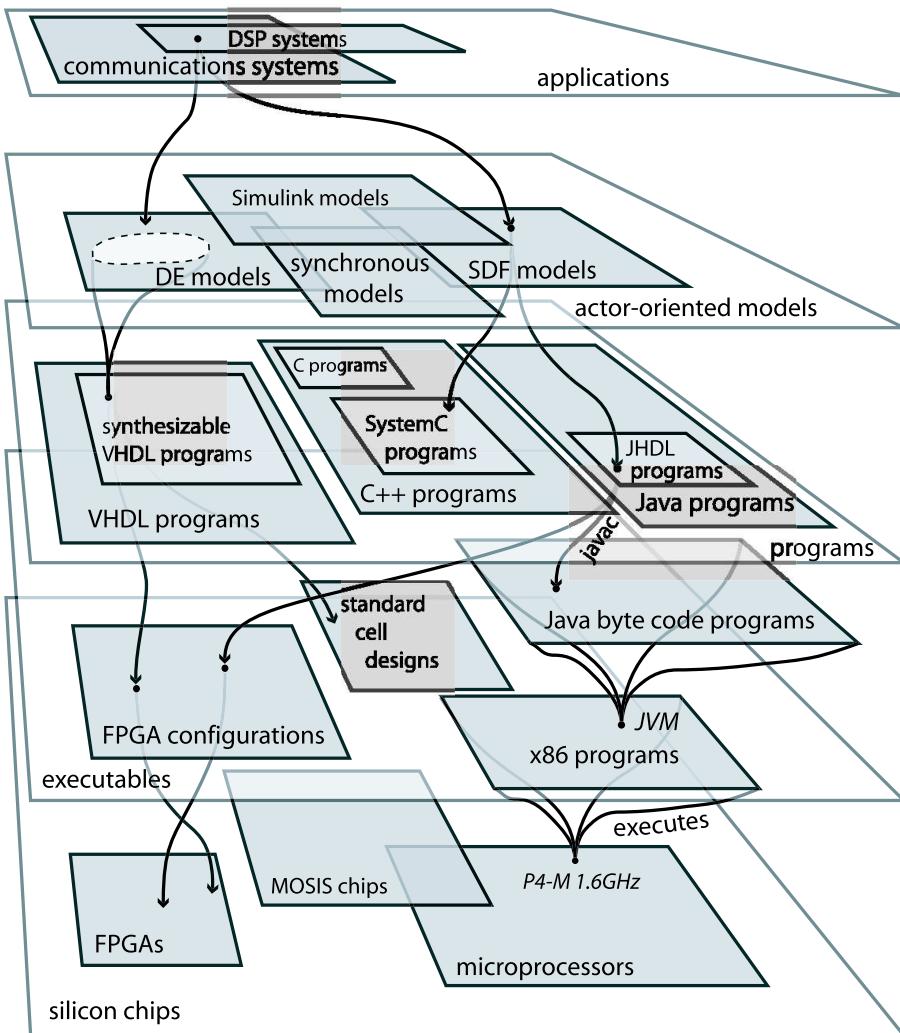 DSP systems
communications systems
applications
Simulink models
DE models
synchronous
models
SDF models
actor-oriented models
C programs
synthesizable
VHDL programs
SystemC
programs
JHDL
programs
C++ programs
Java programs
VHDL programs
programs
javac
standard
cell
designs
Java byte code programs
FPGA configurations
JVM
x86 programs
executables
executes
MOSIS chips
P4-M 1.6GHz
FPGAs
microprocessors
silicon chips